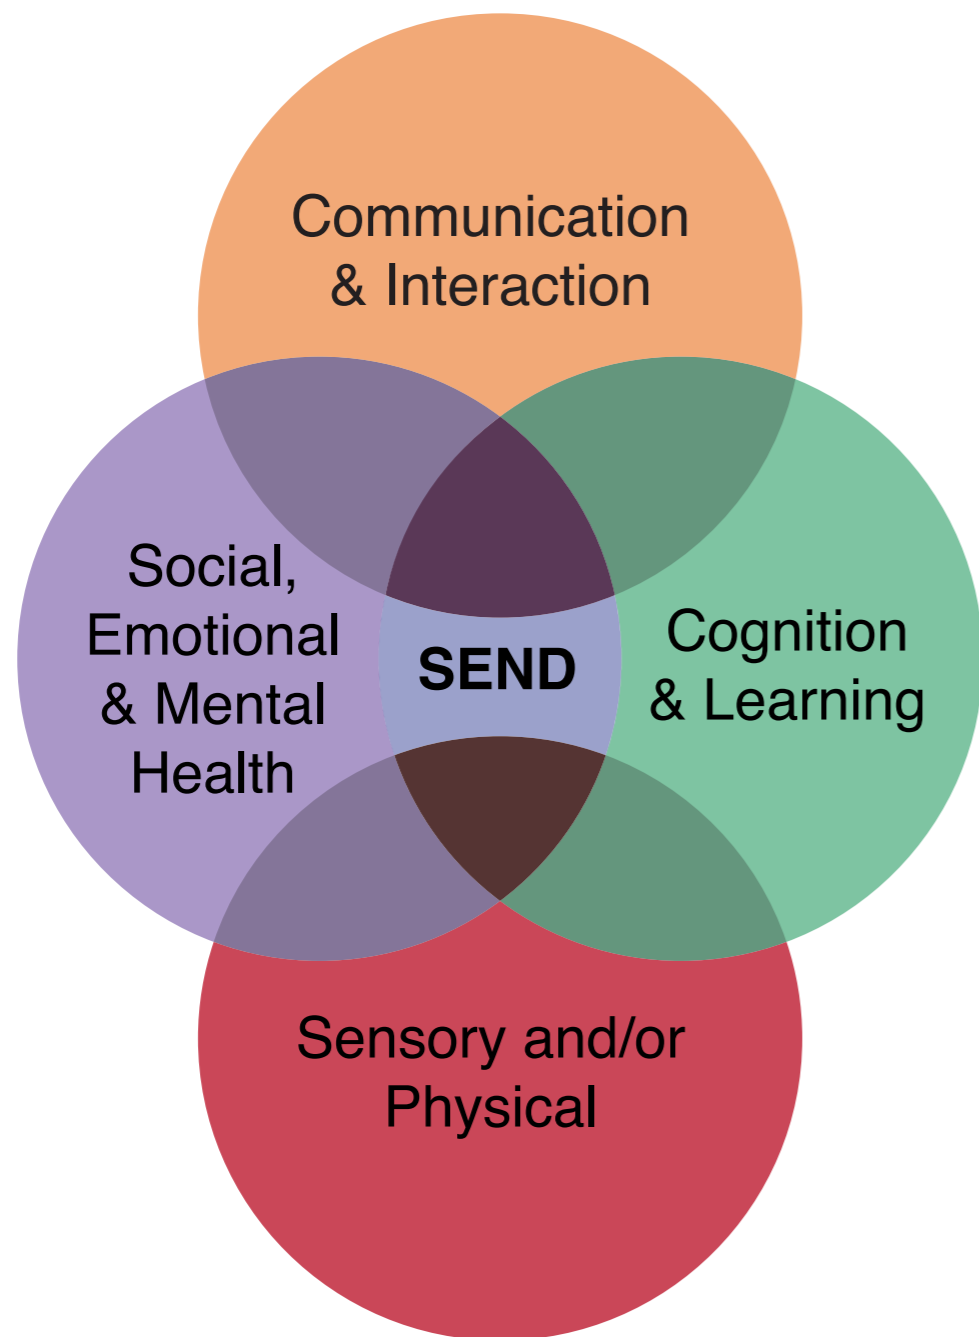 Communication
& Interaction
Social,
Emotional
& Mental
Health
SEND
Cognition
& Learning
Sensory and/or
Physical